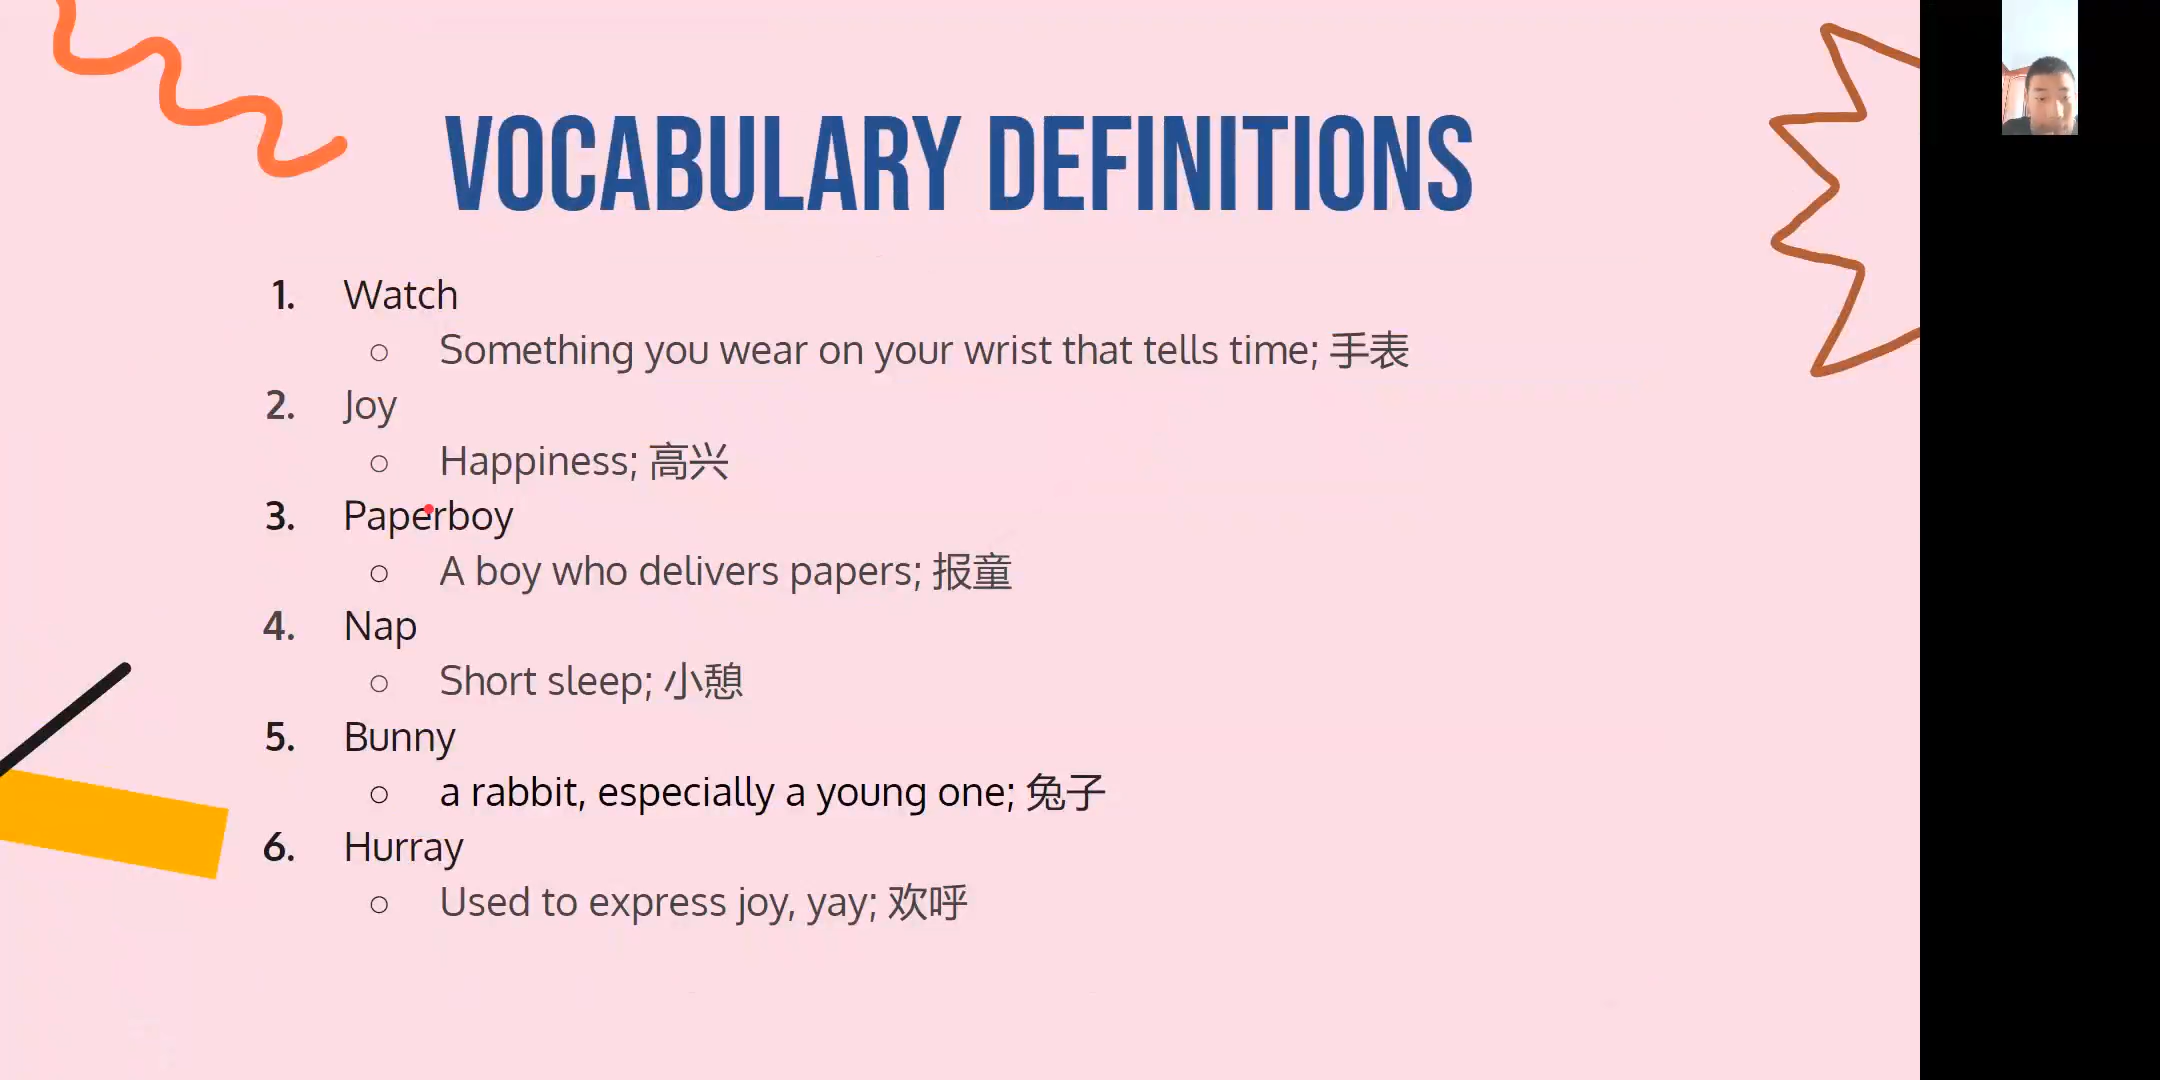 VOCABULARY DEFINITIONS
1. Watch
○ Something you wear on your wrist that tells time; 手表
2. Joy
○ Happiness; 高兴
3. Paperboy
○ A boy who delivers papers; 报童
4. Nap
○ Short sleep; 小憩
5. Bunny
○ a rabbit, especially a young one; 兔子
6. Hurray
○ Used to express joy, yay; 欢呼